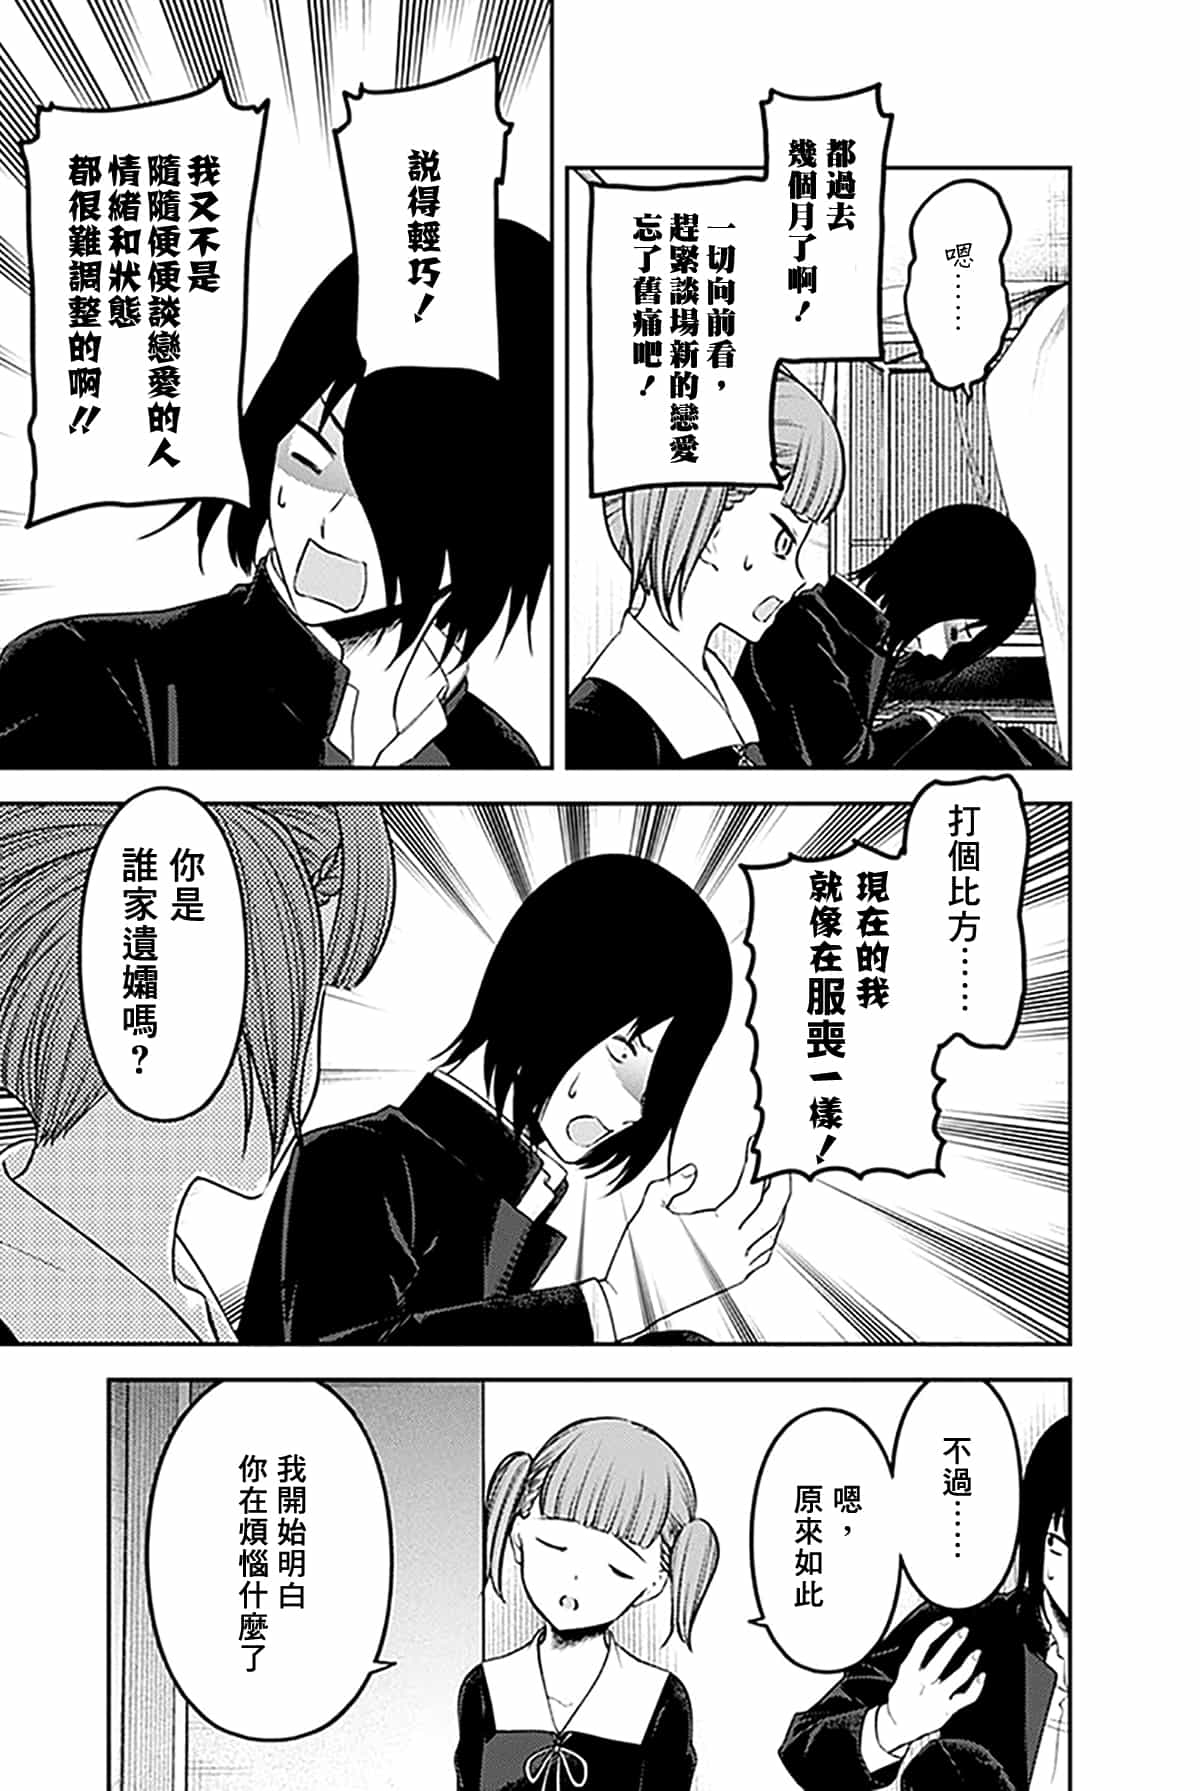 嗯……
都過去
幾個月了啊！
一切向前看，
趕緊談場新的戀愛
忘了舊痛吧！
說得輕巧！
我又不是
隨隨便便談戀愛的人
情緒和狀態
都很難調整的啊！！
打個比方……
現在的我
就像在服喪一樣！
你是
誰家遺孀嗎？
不過……
嗯，
原來如此
我開始明白
你在煩惱什麼了